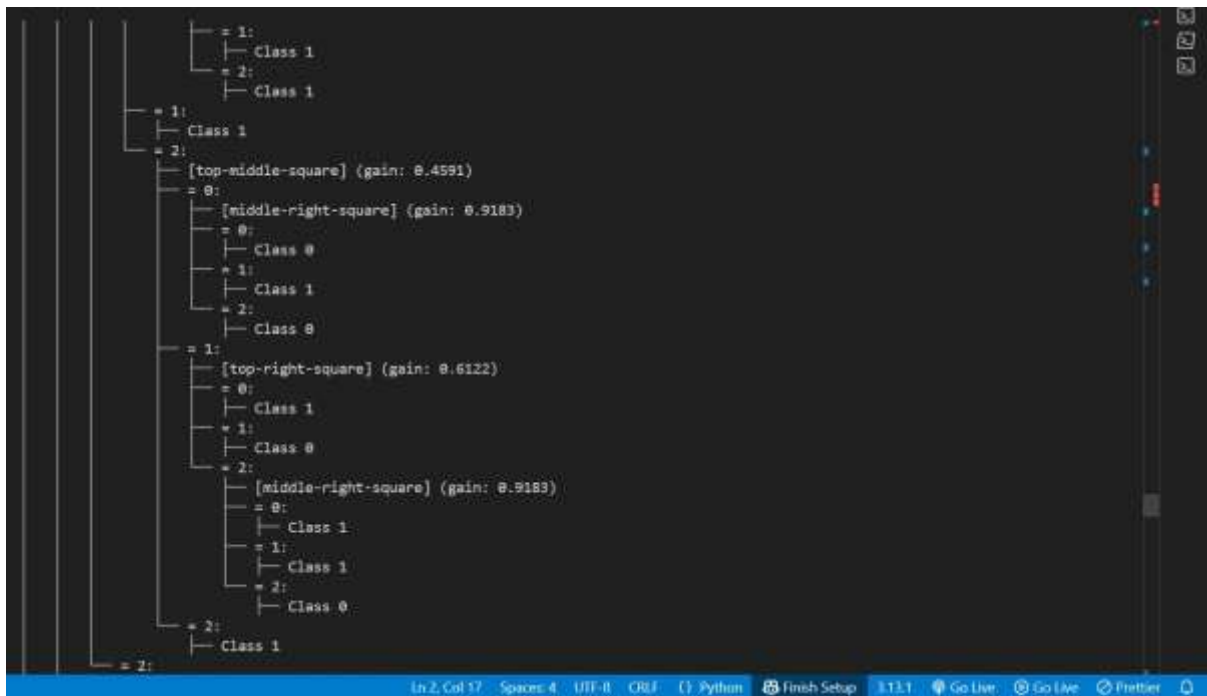 = 1:
Class 1
= 2:
Class 1
= 1:
Class 1
= 2:
[top-middle-square] (gain: 0.4591)
= 0:
[middle-right-square] (gain: 0.9183)
= 0:
Class 0
= 1:
Class 1
= 2:
Class 0
= 1:
[top-right-square] (gain: 0.6122)
= 0:
Class 1
= 1:
Class 0
= 2:
[middle-right-square] (gain: 0.9183)
= 0:
Class 1
= 1:
Class 1
= 2:
Class 0
= 2:
Class 1
= 2:
Ln 2, Col 17 Spaces: 4 UTF-8 CRLF {} Python Finish Setup 3.13.1 Go Live Go Live Prettier